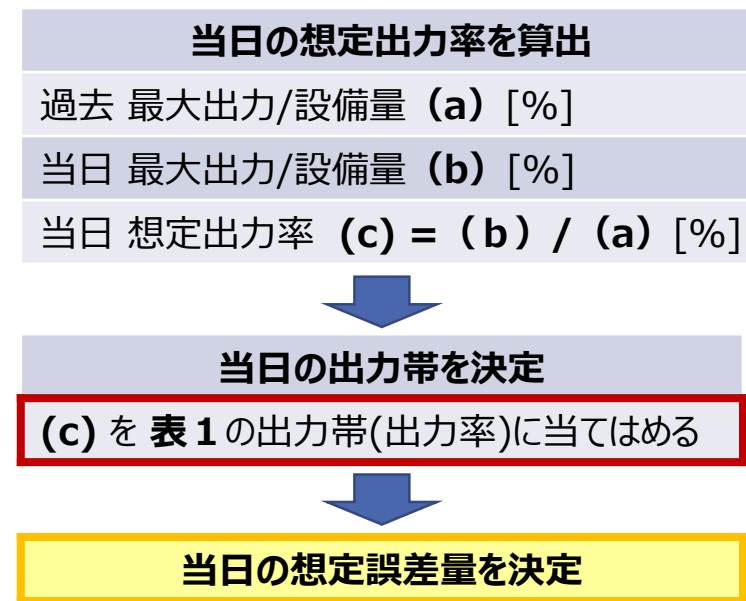 当日の想定出力率を算出
過去 最大出力/設備量（a）[%]
当日 最大出力/設備量（b）[%]
当日 想定出力率 (c) =（ｂ）/（a）[%]
当日の出力帯を決定
(c) を 表１の出力帯(出力率)に当てはめる
当日の想定誤差量を決定